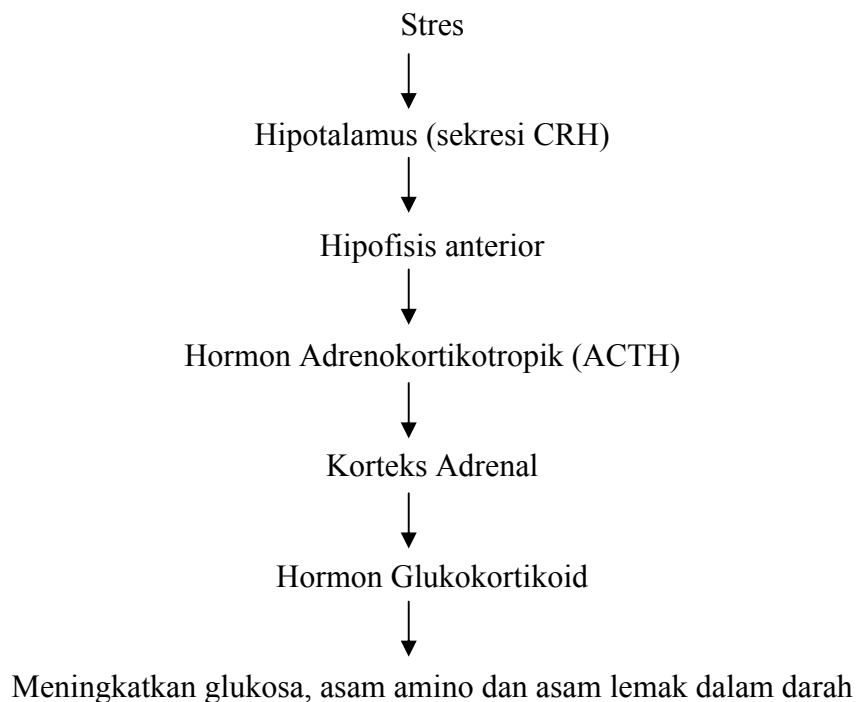 Stres
Hipotalamus (sekresi CRH)
Hipofisis anterior
Hormon Adrenokortikotropik (ACTH)
Korteks Adrenal
Hormon Glukokortikoid
Meningkatkan glukosa, asam amino dan asam lemak dalam darah